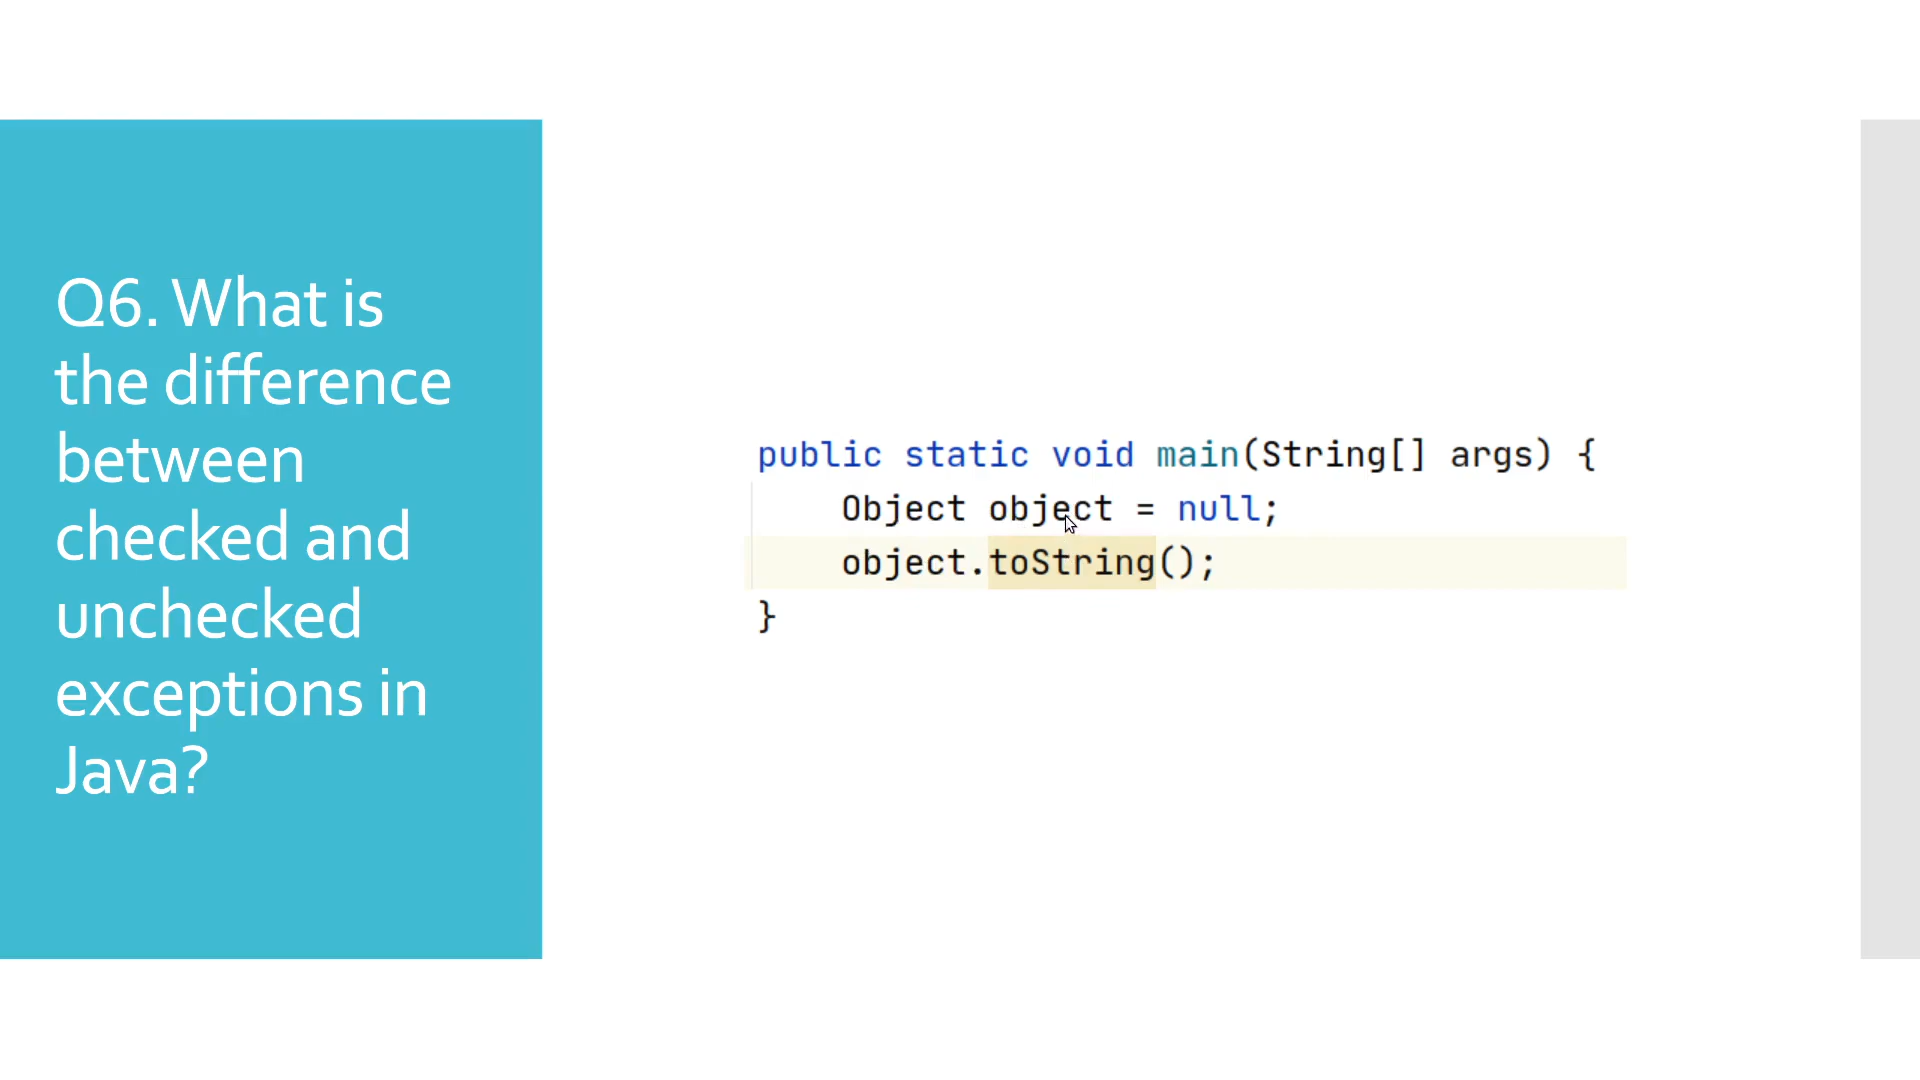 Q6. What is
the difference
between
checked and
unchecked
exceptions in
Java?
public static void main(String[] args) {
    Object object = null;
    object.toString();
}